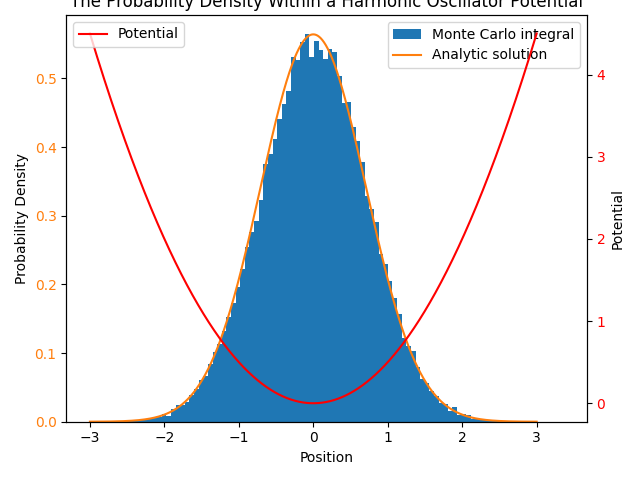 The Probability Density Within a Harmonic Oscillator Potential
Potential
Monte Carlo integral
Analytic solution
0.5
0.4
0.3
0.2
0.1
0.0
Probability Density
4
3
2
1
0
Potential
−3 −2 −1 0 1 2 3
Position